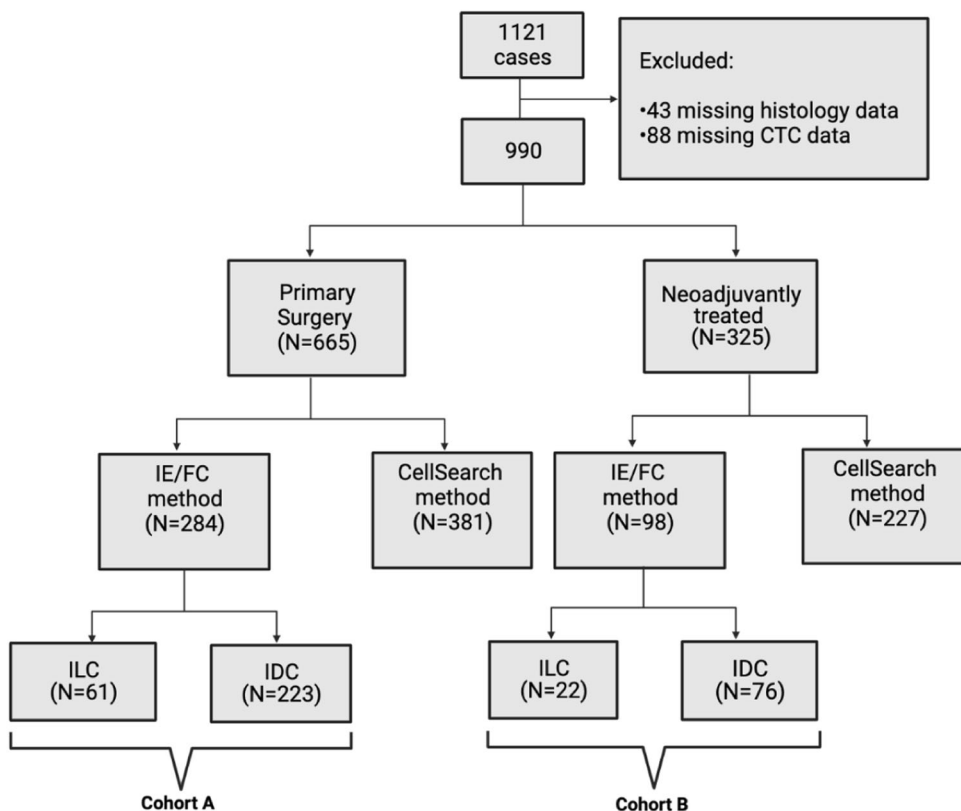 1121
cases
Excluded:
•43 missing histology data
•88 missing CTC data
990
Primary
Surgery
(N=665)
Neoadjuvantly
treated
(N=325)
IE/FC
method
(N=284)
CellSearch
method
(N=381)
IE/FC
method
(N=98)
CellSearch
method
(N=227)
ILC
(N=61)
IDC
(N=223)
ILC
(N=22)
IDC
(N=76)
Cohort A
Cohort B